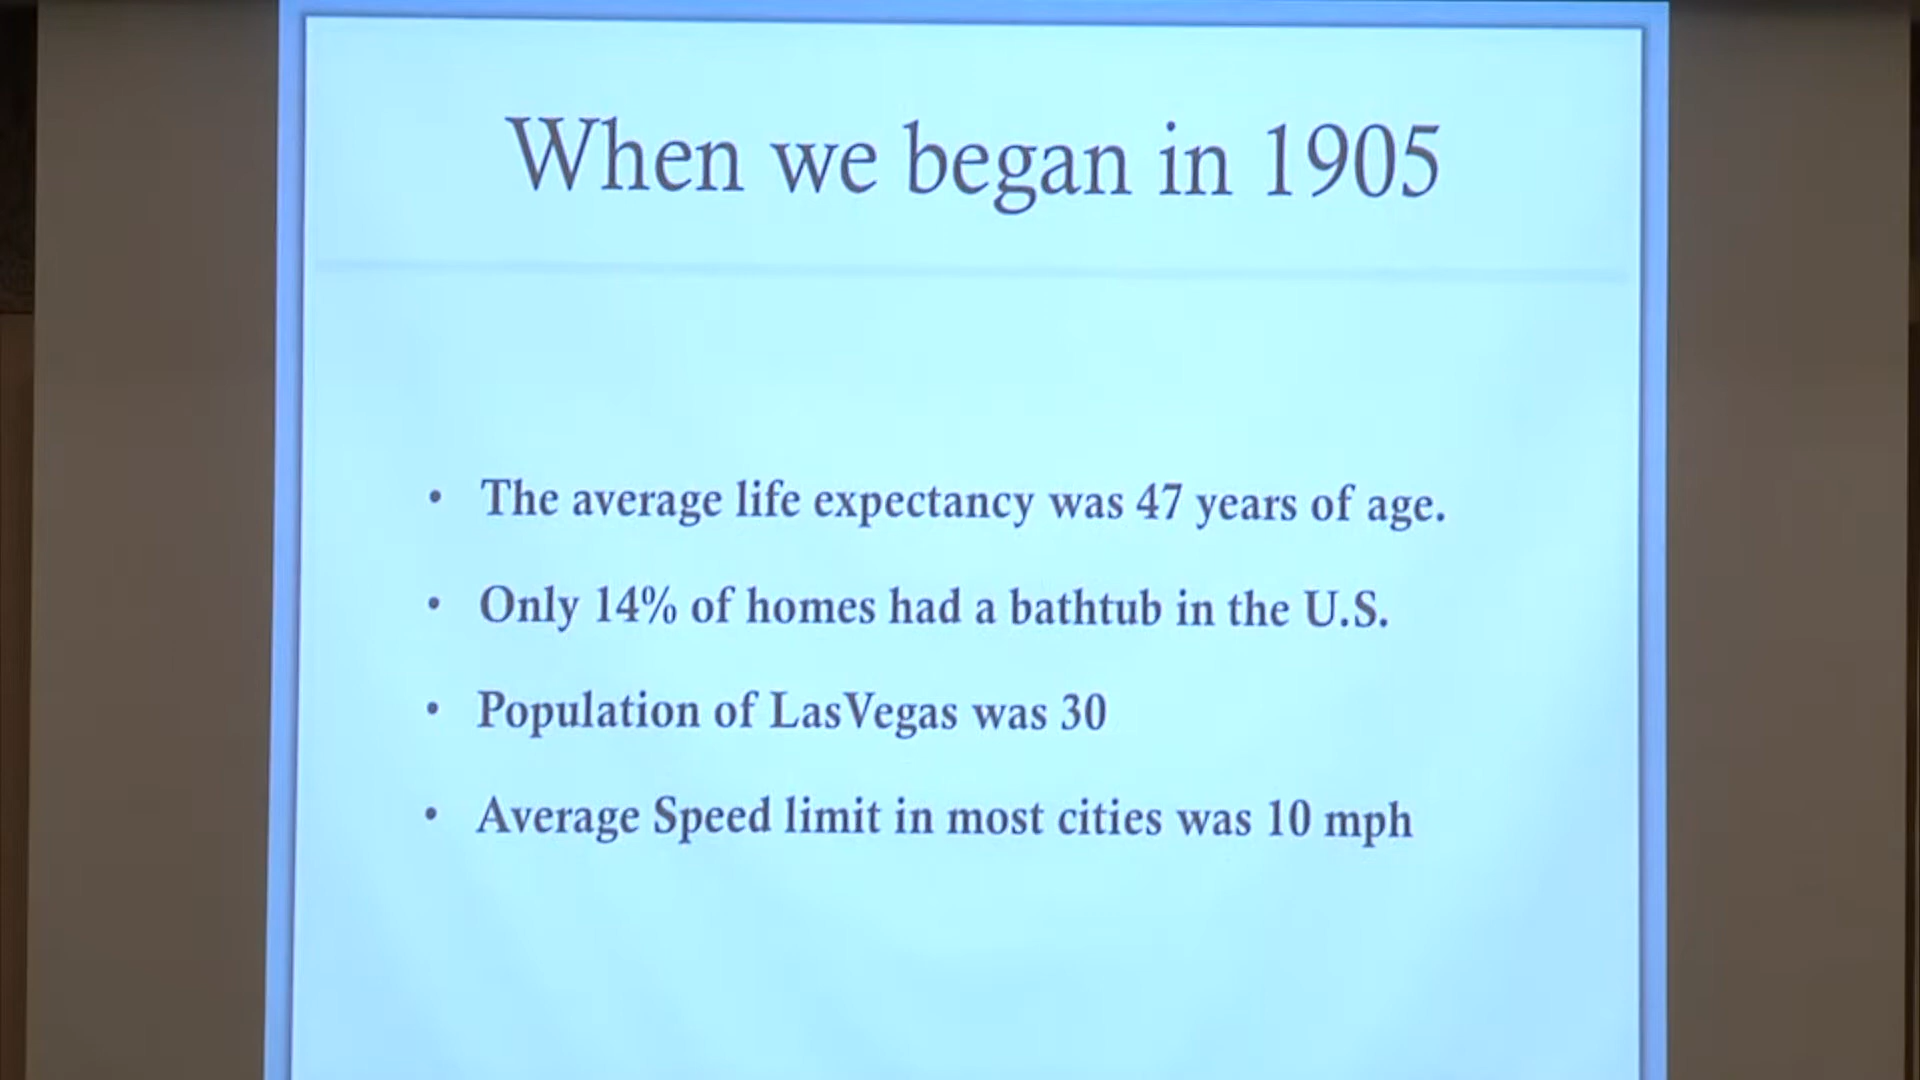 When we began in 1905
• The average life expectancy was 47 years of age.
• Only 14% of homes had a bathtub in the U.S.
• Population of LasVegas was 30
• Average Speed limit in most cities was 10 mph